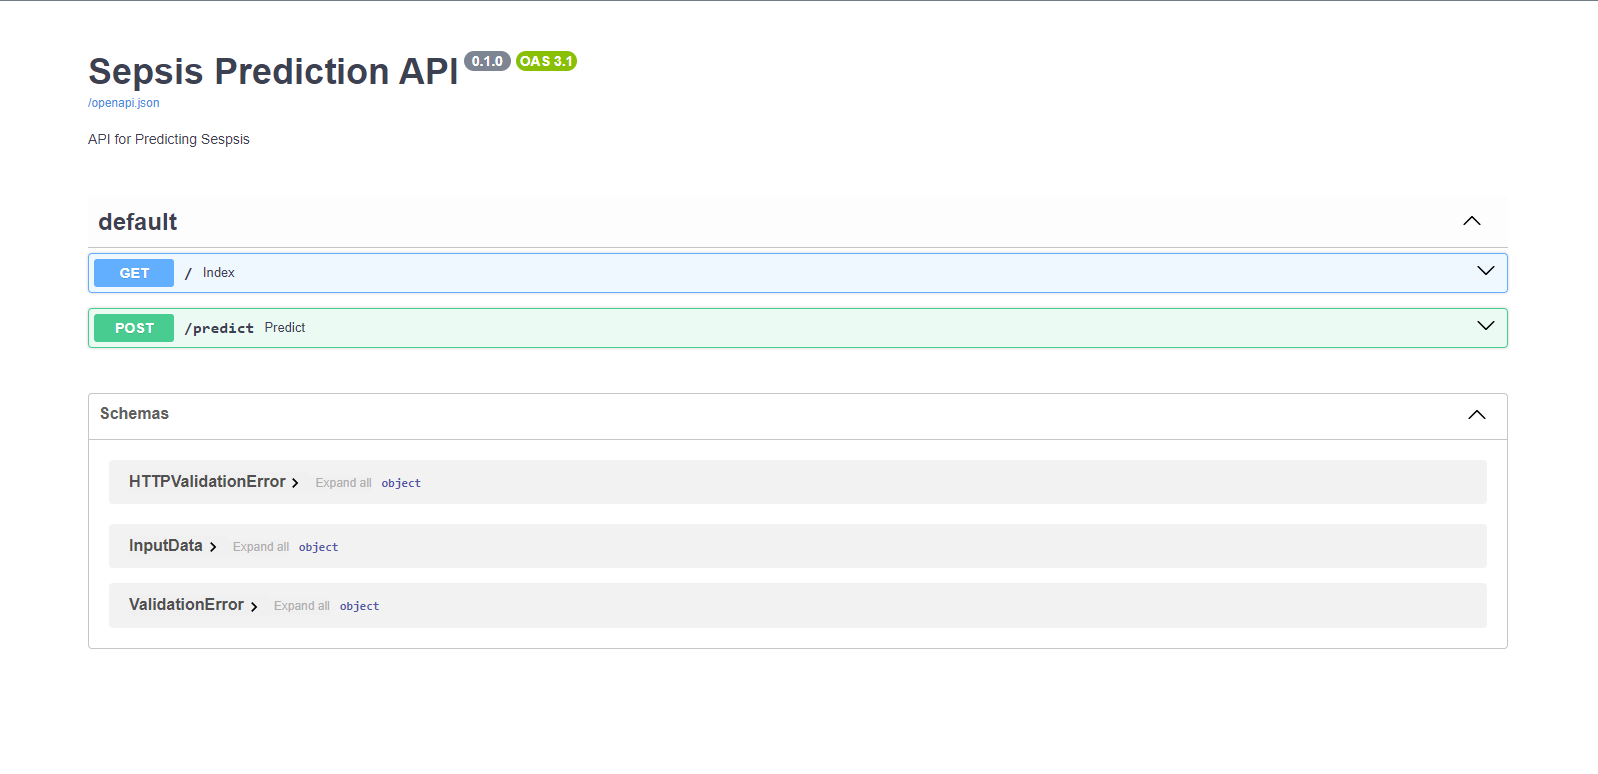 Sepsis Prediction API 0.1.0 OAS 3.1
/openapi.json
API for Predicting Sespsis
default
GET / Index
POST /predict Predict
Schemas
HTTPValidationError Expand all object
InputData Expand all object
ValidationError Expand all object